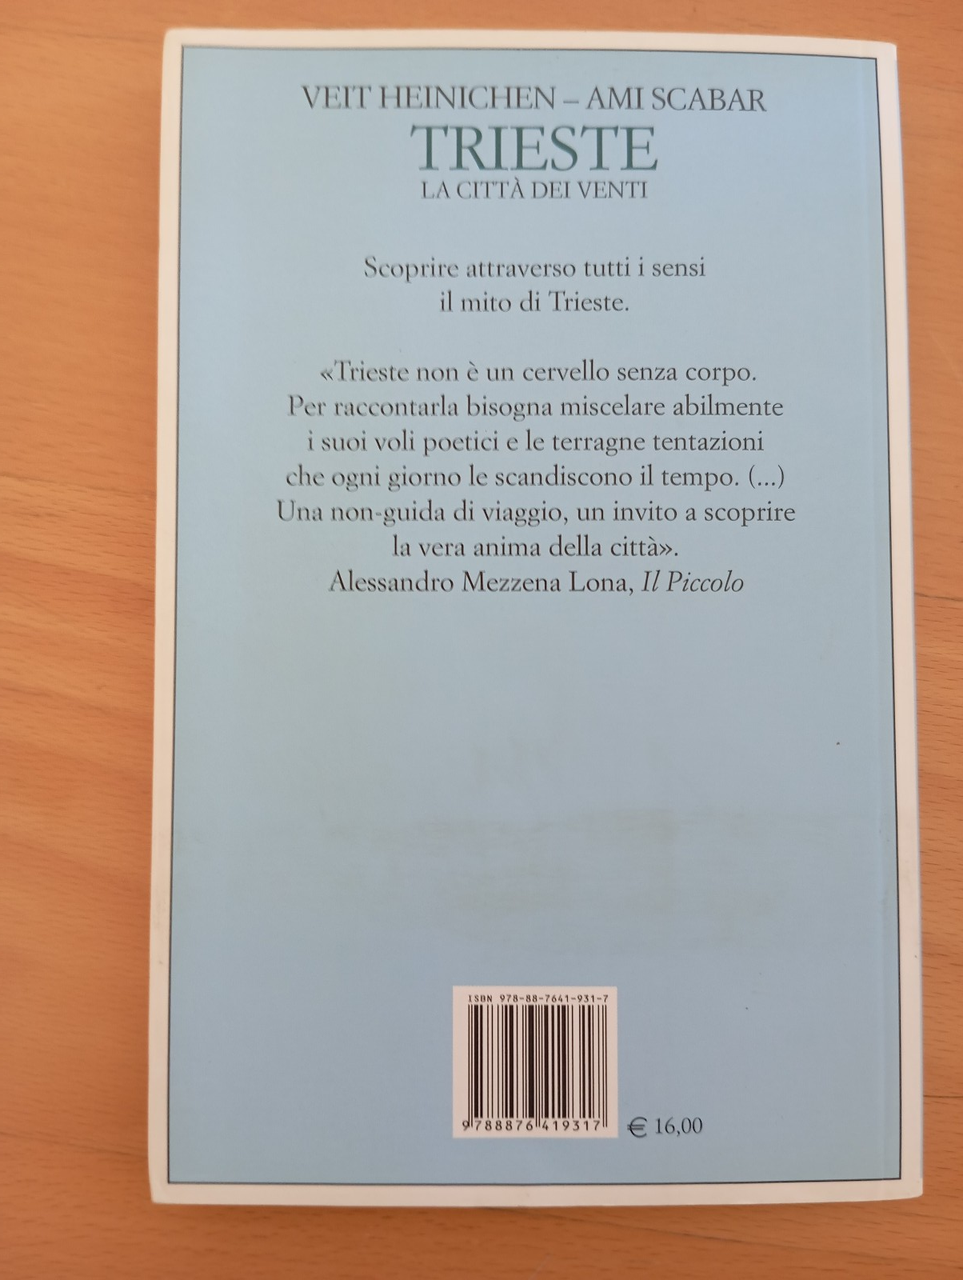 VEIT HEINICHEN – AMI SCABAR
TRIESTE
LA CITTÀ DEI VENTI
Scoprire attraverso tutti i sensi
il mito di Trieste.
«Trieste non è un cervello senza corpo.
Per raccontarla bisogna miscelare abilmente
i suoi voli poetici e le terragne tentazioni
che ogni giorno le scandiscono il tempo. (...)
Una non-guida di viaggio, un invito a scoprire
la vera anima della città».
Alessandro Mezzena Lona, Il Piccolo
ISBN 978-88-7641-931-7
9 788876 419317
€ 16,00